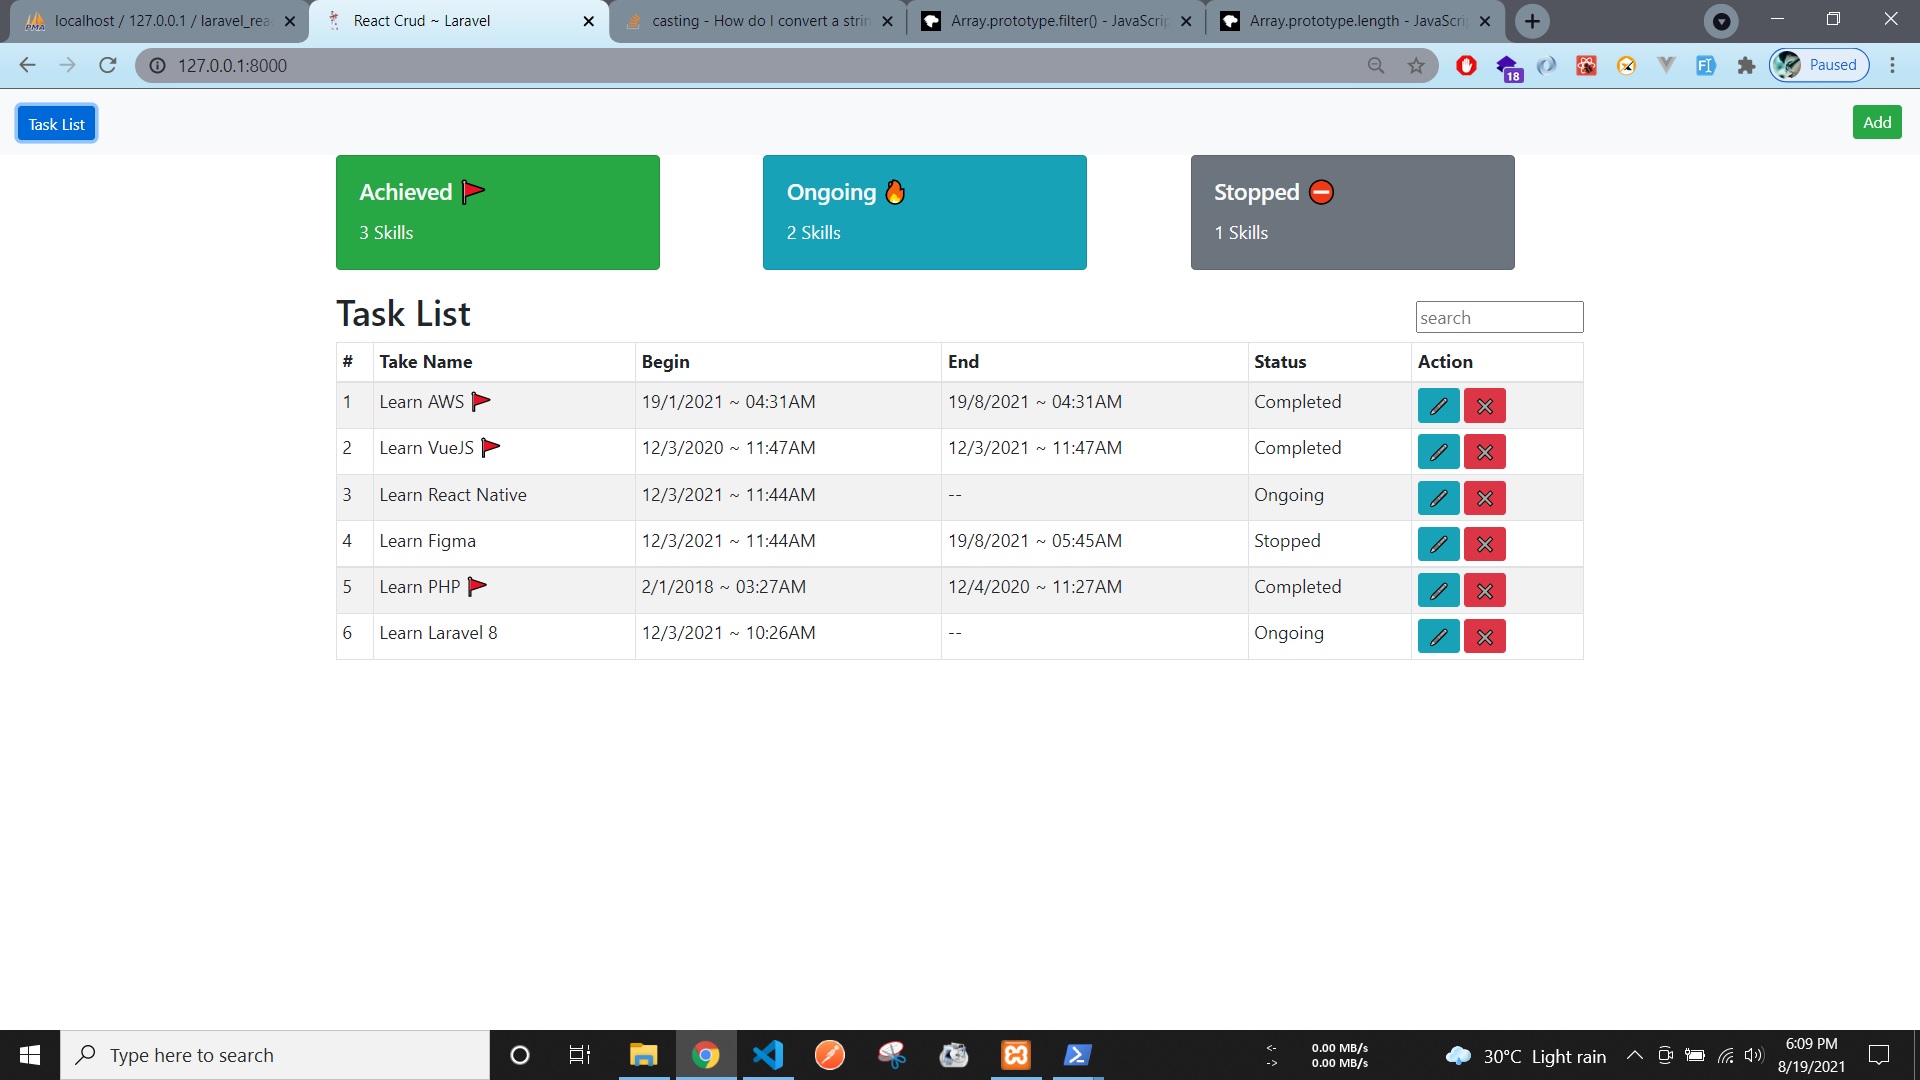 localhost / 127.0.0.1 / laravel_rea
React Crud ~ Laravel
casting - How do I convert a strin
Array.prototype.filter() - JavaScrip
Array.prototype.length - JavaScri
127.0.0.1:8000
18
Paused
Task List
Add
Achieved
3 Skills
Ongoing
2 Skills
Stopped
1 Skills
Task List
search
# Take Name Begin End Status Action
1 Learn AWS 19/1/2021 ~ 04:31AM 19/8/2021 ~ 04:31AM Completed
2 Learn VueJS 12/3/2020 ~ 11:47AM 12/3/2021 ~ 11:47AM Completed
3 Learn React Native 12/3/2021 ~ 11:44AM -- Ongoing
4 Learn Figma 12/3/2021 ~ 11:44AM 19/8/2021 ~ 05:45AM Stopped
5 Learn PHP 2/1/2018 ~ 03:27AM 12/4/2020 ~ 11:27AM Completed
6 Learn Laravel 8 12/3/2021 ~ 10:26AM -- Ongoing
Type here to search
<- 0.00 MB/s
-> 0.00 MB/s
30°C Light rain
6:09 PM
8/19/2021